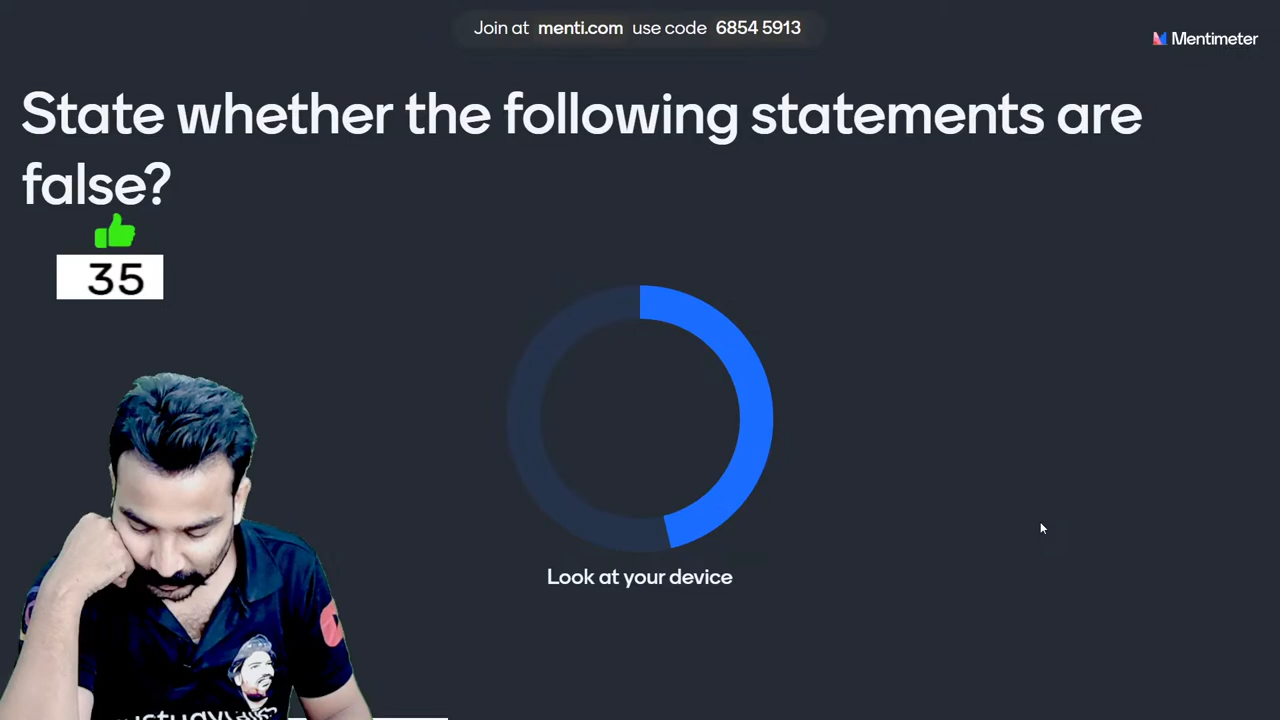 Join at menti.com use code 6854 5913
Mentimeter
State whether the following statements are
false?
35
Look at your device